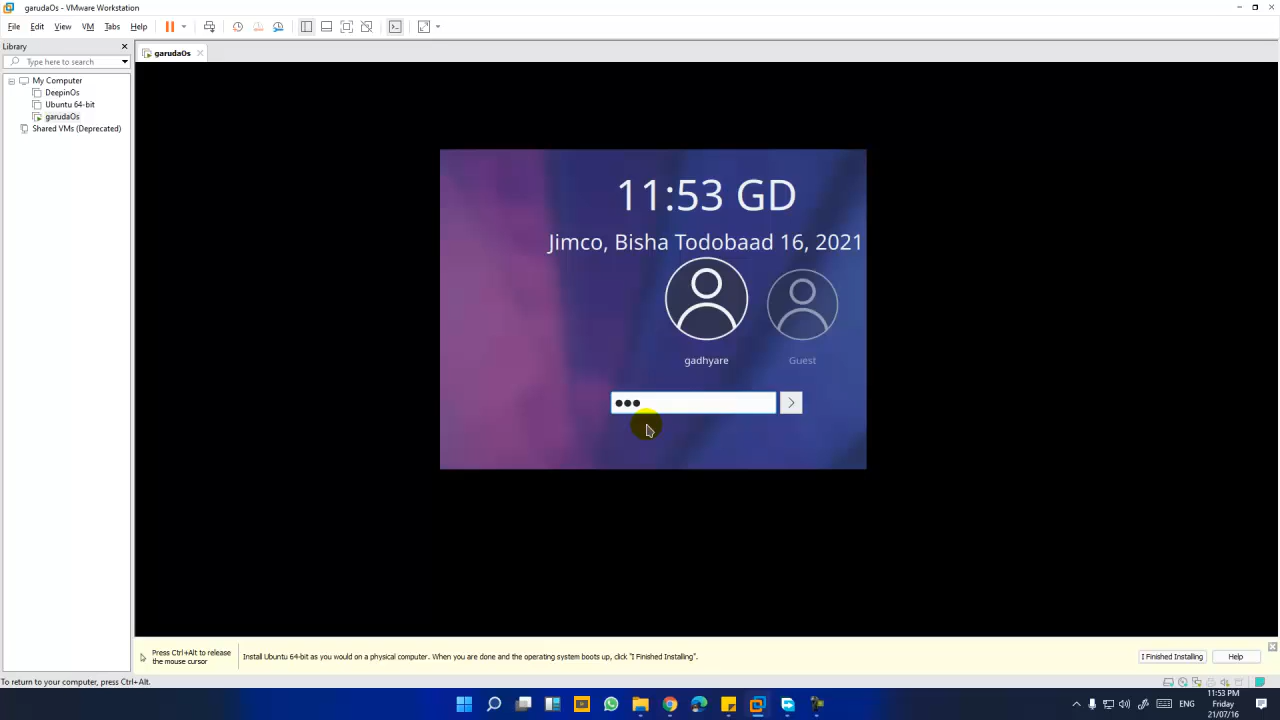 garudaOs - VMware Workstation
File Edit View VM Tabs Help
Library
Type here to search
My Computer
DeepinOs
Ubuntu 64-bit
garudaOs
Shared VMs (Deprecated)
garudaOs
11:53 GD
Jimco, Bisha Todobaad 16, 2021
gadhyare
Guest
Press Ctrl+Alt to release
the mouse cursor
Install Ubuntu 64-bit as you would on a physical computer. When you are done and the operating system boots up, click "I Finished Installing".
I Finished Installing
Help
To return to your computer, press Ctrl+Alt.
ENG
11:53 PM
Friday
21/07/16